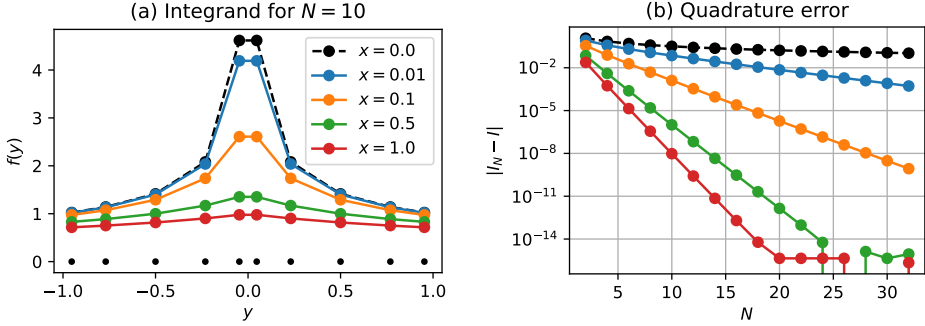 (a) Integrand for N = 10
f(y)
4
3
2
1
0
x = 0.0
x = 0.01
x = 0.1
x = 0.5
x = 1.0
−1.0 −0.5 0.0 0.5 1.0
y
(b) Quadrature error
|I_N − I|
10⁻²
10⁻⁵
10⁻⁸
10⁻¹¹
10⁻¹⁴
5 10 15 20 25 30
N